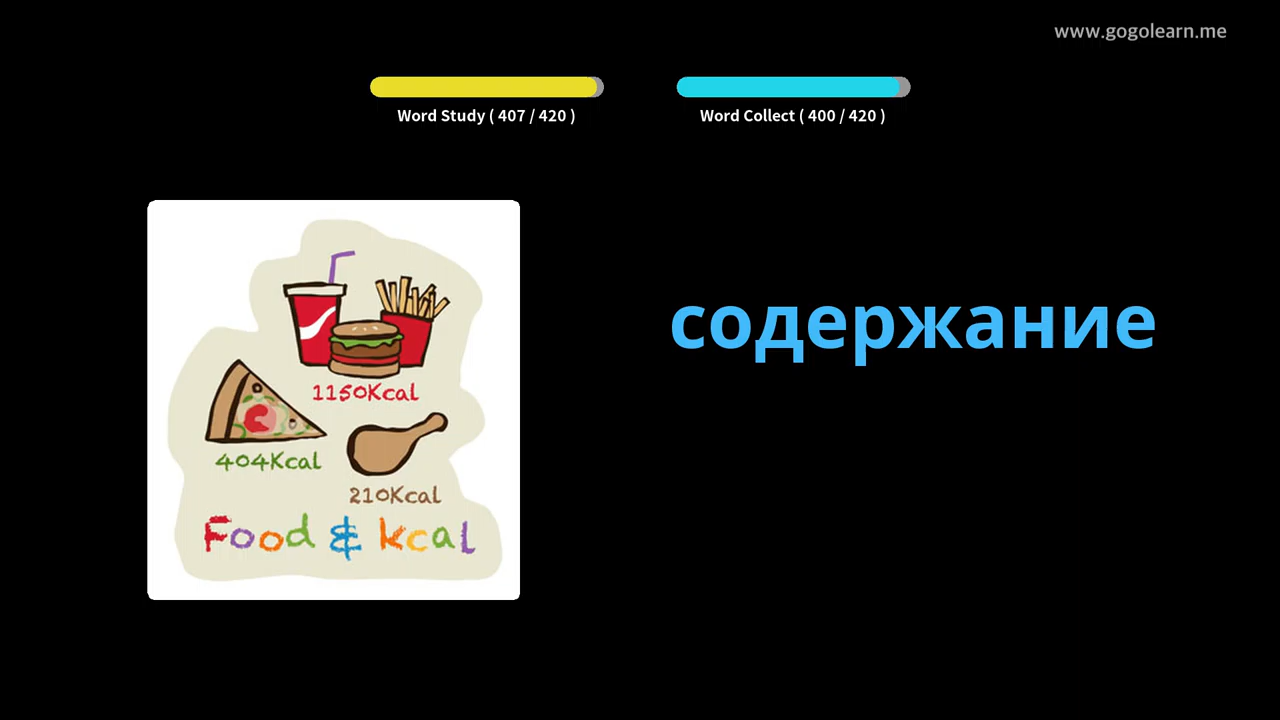 www.gogolearn.me
Word Study ( 407 / 420 )
Word Collect ( 400 / 420 )
содержание
1150Kcal
404Kcal
210Kcal
Food & kcal